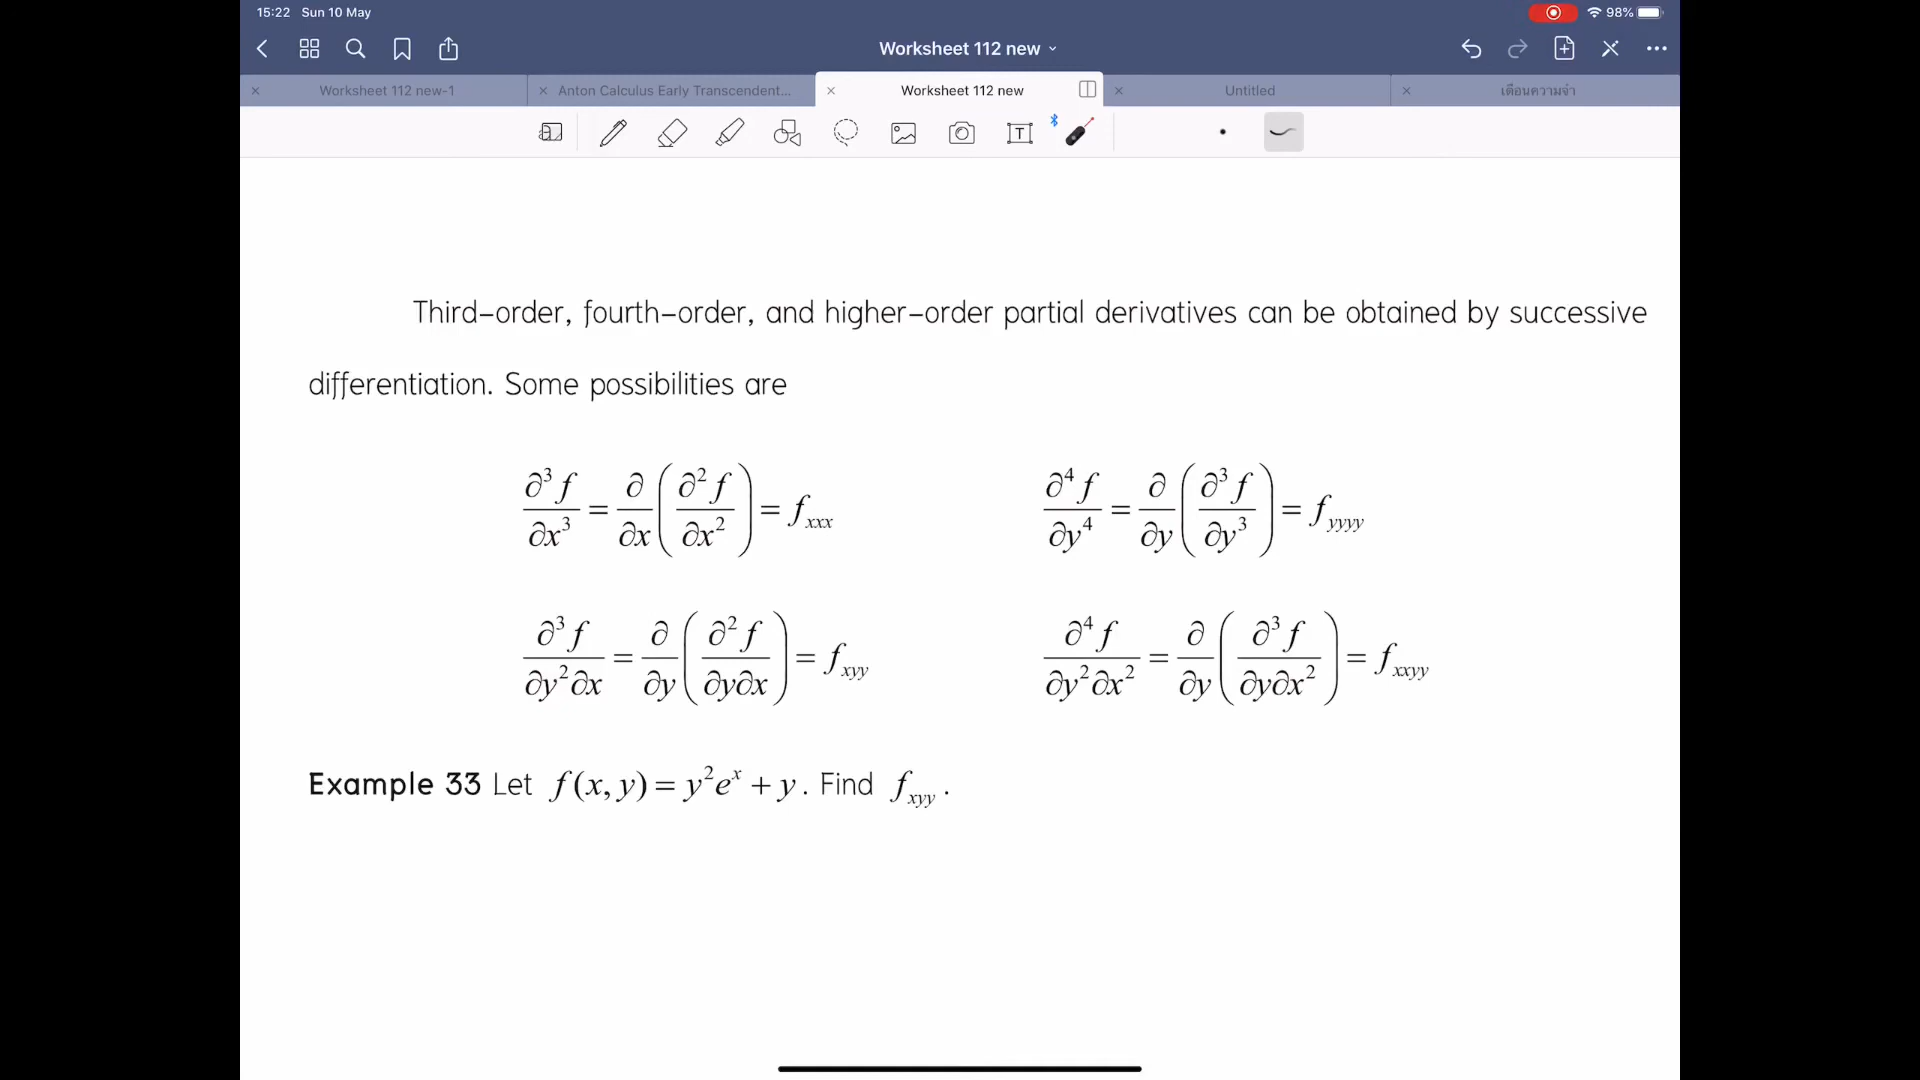 15:22 Sun 10 May
98%
Worksheet 112 new
Worksheet 112 new-1
Anton Calculus Early Transcendent...
Worksheet 112 new
Untitled
เตือนความจำ
T
Third-order, fourth-order, and higher-order partial derivatives can be obtained by successive
differentiation. Some possibilities are
∂³f/∂x³ = ∂/∂x (∂²f/∂x²) = f_xxx
∂⁴f/∂y⁴ = ∂/∂y (∂³f/∂y³) = f_yyyy
∂³f/∂y²∂x = ∂/∂y (∂²f/∂y∂x) = f_xyy
∂⁴f/∂y²∂x² = ∂/∂y (∂³f/∂y∂x²) = f_xxyy
Example 33 Let f(x, y) = y²eˣ + y. Find f_xyy.